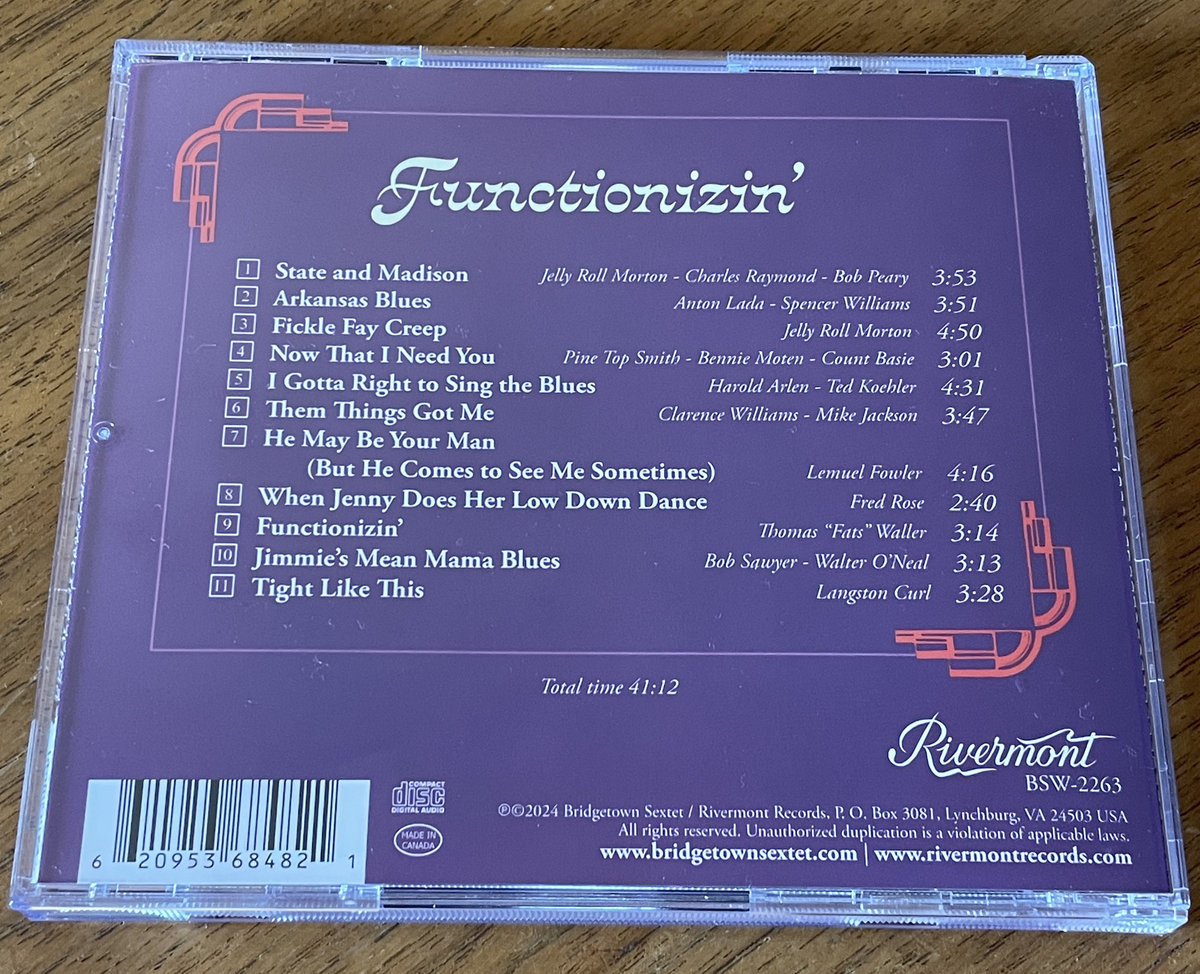 Functionizin'
1 State and Madison Jelly Roll Morton - Charles Raymond - Bob Peary 3:53
2 Arkansas Blues Anton Lada - Spencer Williams 3:51
3 Fickle Fay Creep Jelly Roll Morton 4:50
4 Now That I Need You Pine Top Smith - Bennie Moten - Count Basie 3:01
5 I Gotta Right to Sing the Blues Harold Arlen - Ted Koehler 4:31
6 Them Things Got Me Clarence Williams - Mike Jackson 3:47
7 He May Be Your Man
(But He Comes to See Me Sometimes) Lemuel Fowler 4:16
8 When Jenny Does Her Low Down Dance Fred Rose 2:40
9 Functionizin' Thomas "Fats" Waller 3:14
10 Jimmie's Mean Mama Blues Bob Sawyer - Walter O'Neal 3:13
11 Tight Like This Langston Curl 3:28
Total time 41:12
Rivermont
BSW-2263
COMPACT
disc
DIGITAL AUDIO
MADE IN
CANADA
℗©2024 Bridgetown Sextet / Rivermont Records, P. O. Box 3081, Lynchburg, VA 24503 USA
All rights reserved. Unauthorized duplication is a violation of applicable laws.
www.bridgetownsextet.com | www.rivermontrecords.com
6 20953 68482 1